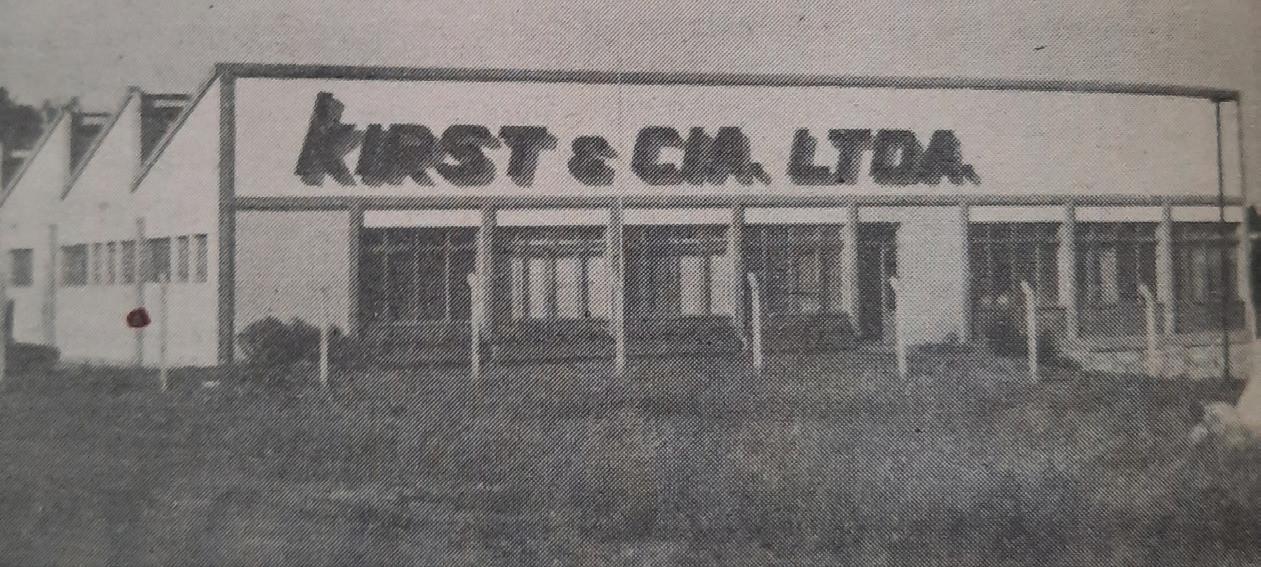 KIRST & CIA. LTDA.